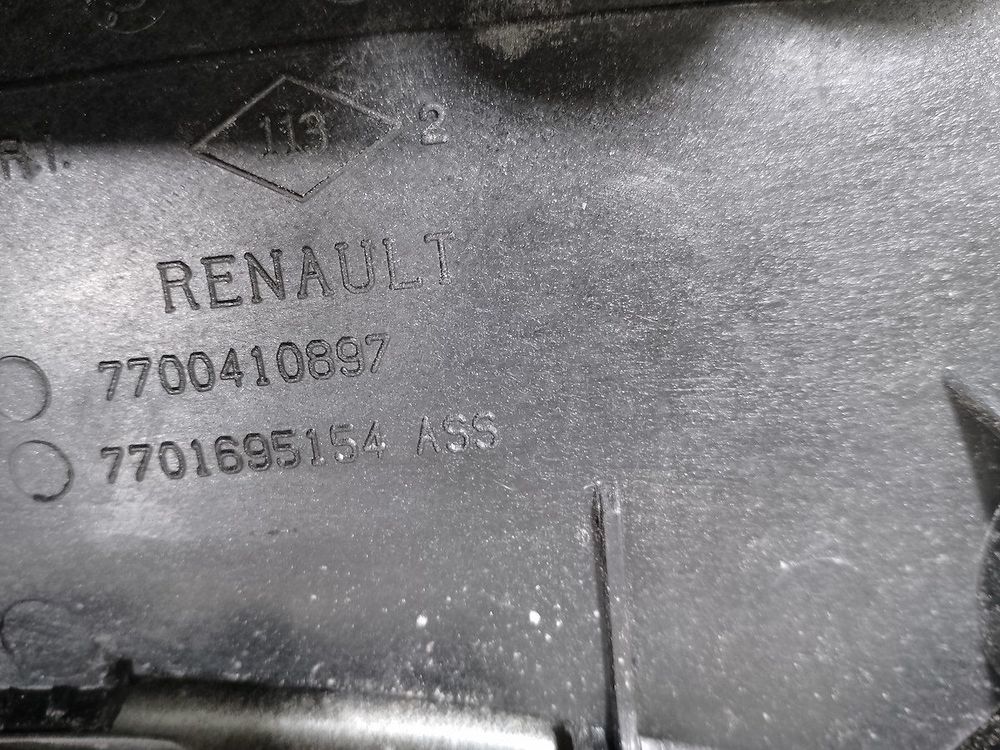 113 2
R.I.
RENAULT
7700410897
7701695154 ASS